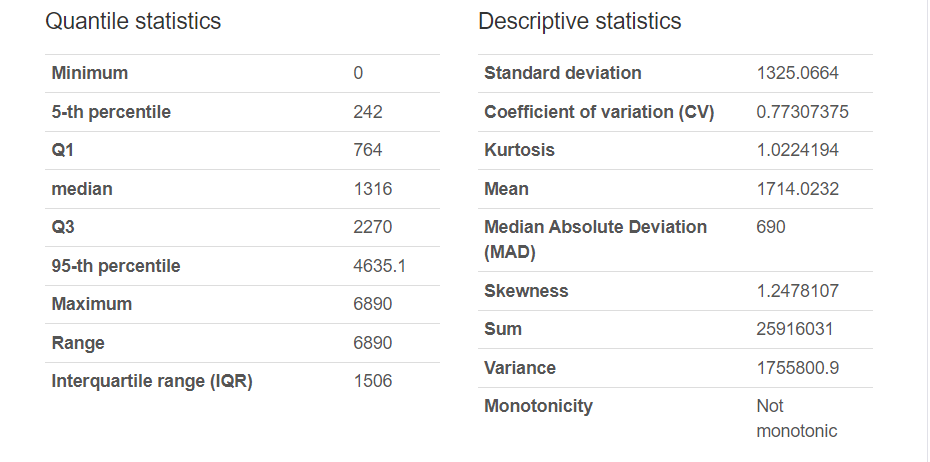 Quantile statistics
Minimum 0
5-th percentile 242
Q1 764
median 1316
Q3 2270
95-th percentile 4635.1
Maximum 6890
Range 6890
Interquartile range (IQR) 1506
Descriptive statistics
Standard deviation 1325.0664
Coefficient of variation (CV) 0.77307375
Kurtosis 1.0224194
Mean 1714.0232
Median Absolute Deviation 690
(MAD)
Skewness 1.2478107
Sum 25916031
Variance 1755800.9
Monotonicity Not
monotonic